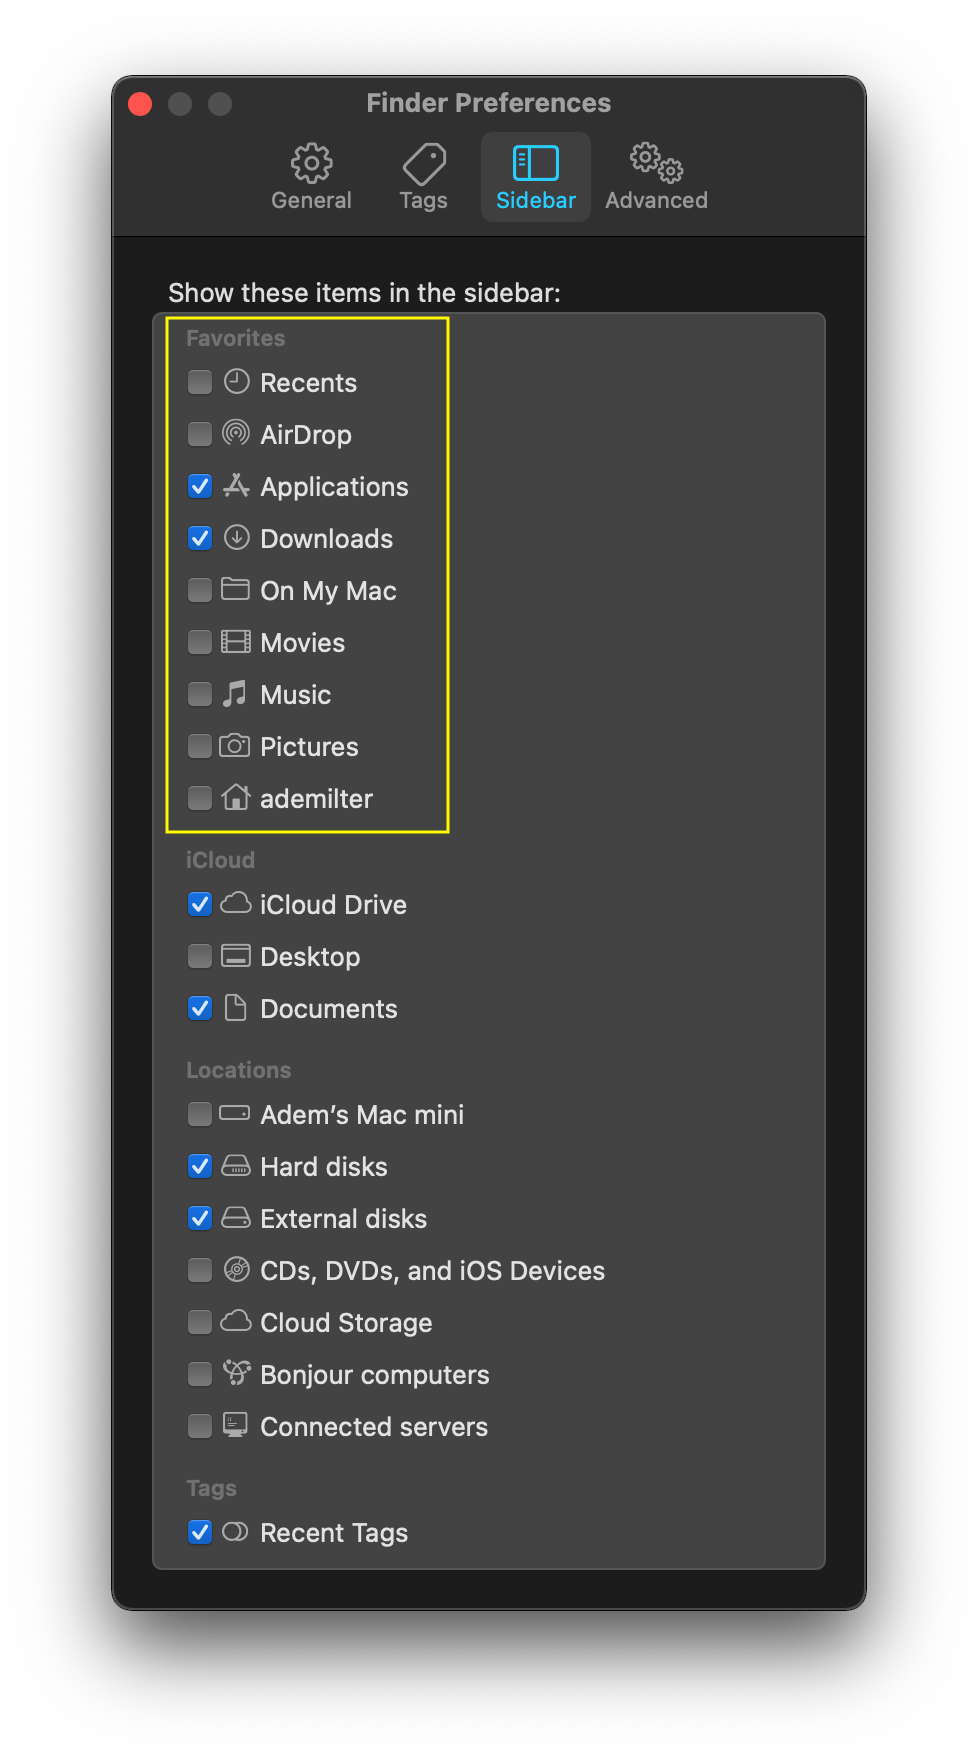 Finder Preferences
General
Tags
Sidebar
Advanced
Show these items in the sidebar:
Favorites
Recents
AirDrop
Applications
Downloads
On My Mac
Movies
Music
Pictures
ademilter
iCloud
iCloud Drive
Desktop
Documents
Locations
Adem’s Mac mini
Hard disks
External disks
CDs, DVDs, and iOS Devices
Cloud Storage
Bonjour computers
Connected servers
Tags
Recent Tags